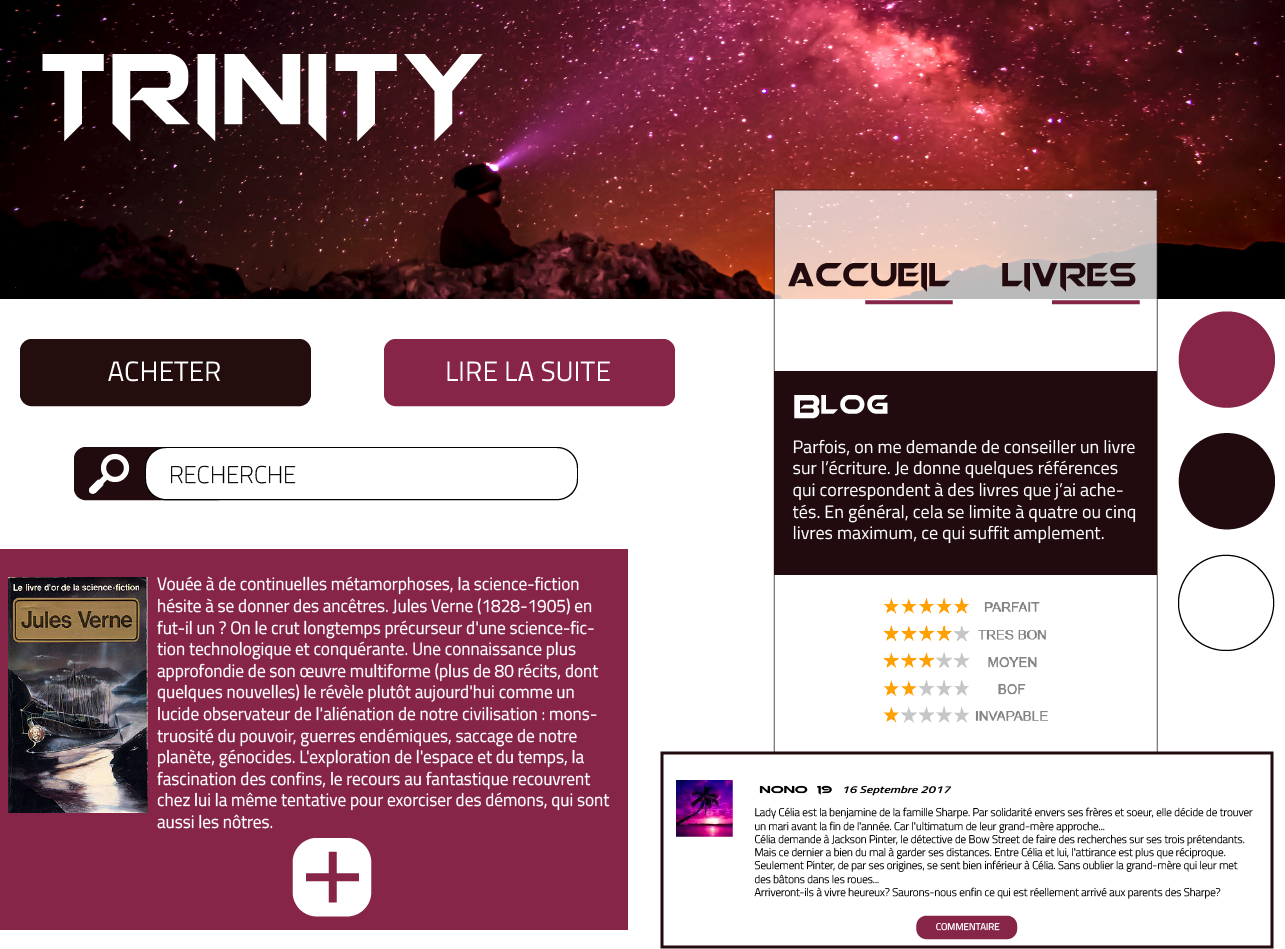 TRINITY
ACCUEIL LIVRES
ACHETER
LIRE LA SUITE
RECHERCHE
Blog
Parfois, on me demande de conseiller un livre
sur l’écriture. Je donne quelques références
qui correspondent à des livres que j’ai ache-
tés. En général, cela se limite à quatre ou cinq
livres maximum, ce qui suffit amplement.
Le livre d'or de la science-fiction
Jules Verne
Vouée à de continuelles métamorphoses, la science-fiction
hésite à se donner des ancêtres. Jules Verne (1828-1905) en
fut-il un ? On le crut longtemps précurseur d'une science-fic-
tion technologique et conquérante. Une connaissance plus
approfondie de son œuvre multiforme (plus de 80 récits, dont
quelques nouvelles) le révèle plutôt aujourd'hui comme un
lucide observateur de l'aliénation de notre civilisation : mons-
truosité du pouvoir, guerres endémiques, saccage de notre
planète, génocides. L'exploration de l'espace et du temps, la
fascination des confins, le recours au fantastique recouvrent
chez lui la même tentative pour exorciser des démons, qui sont
aussi les nôtres.
PARFAIT
TRES BON
MOYEN
BOF
INVAPABLE
NONO 19 16 Septembre 2017
Lady Célia est la benjamine de la famille Sharpe. Par solidarité envers ses frères et soeur, elle décide de trouver
un mari avant la fin de l'année. Car l'ultimatum de leur grand-mère approche...
Célia demande à Jackson Pinter, le détective de Bow Street de faire des recherches sur ses trois prétendants.
Mais ce dernier a bien du mal à garder ses distances. Entre Célia et lui, l'attirance est plus que réciproque.
Seulement Pinter, de par ses origines, se sent bien inférieur à Célia. Sans oublier la grand-mère qui leur met
des bâtons dans les roues...
Arriveront-ils à vivre heureux? Saurons-nous enfin ce qui est réellement arrivé aux parents des Sharpe?
COMMENTAIRE